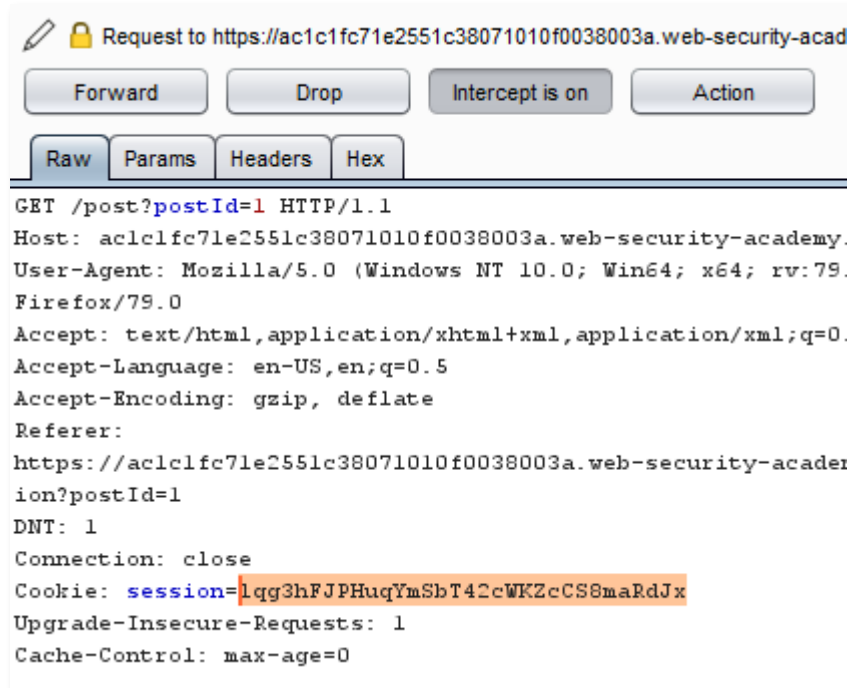 Request to https://ac1c1fc71e2551c38071010f0038003a.web-security-acad
Forward Drop Intercept is on Action
Raw Params Headers Hex
GET /post?postId=1 HTTP/1.1
Host: ac1c1fc71e2551c38071010f0038003a.web-security-academy.
User-Agent: Mozilla/5.0 (Windows NT 10.0; Win64; x64; rv:79.
Firefox/79.0
Accept: text/html,application/xhtml+xml,application/xml;q=0.
Accept-Language: en-US,en;q=0.5
Accept-Encoding: gzip, deflate
Referer:
https://ac1c1fc71e2551c38071010f0038003a.web-security-academ
ion?postId=1
DNT: 1
Connection: close
Cookie: session=lqg3hFJPHuqYmSbT42cWKZcCS8maRdJx
Upgrade-Insecure-Requests: 1
Cache-Control: max-age=0